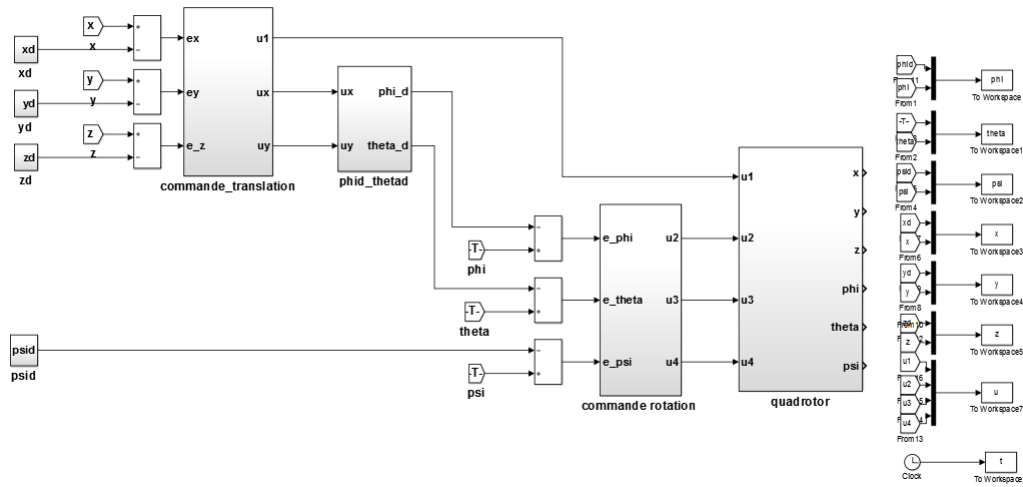 x
xd
x
xd
y
yd
y
yd
z
zd
z
zd
ex
ey
e_z
u1
ux
uy
commande_translation
ux
uy
phi_d
theta_d
phid_thetad
-T-
phi
-T-
theta
psid
psid
-T-
psi
e_phi
e_theta
e_psi
u2
u3
u4
commande rotation
u1
u2
u3
u4
x
y
z
phi
theta
psi
quadrotor
phid
phi
From1
phi
To Workspace
-T-
theta
From2
theta
To Workspace1
psid
psi
From4
psi
To Workspace2
xd
x
From6
x
To Workspace3
yd
y
From8
y
To Workspace4
z
z
To Workspace5
u1
u2
u3
u4
From13
u
To Workspace7
Clock
t
To Workspace